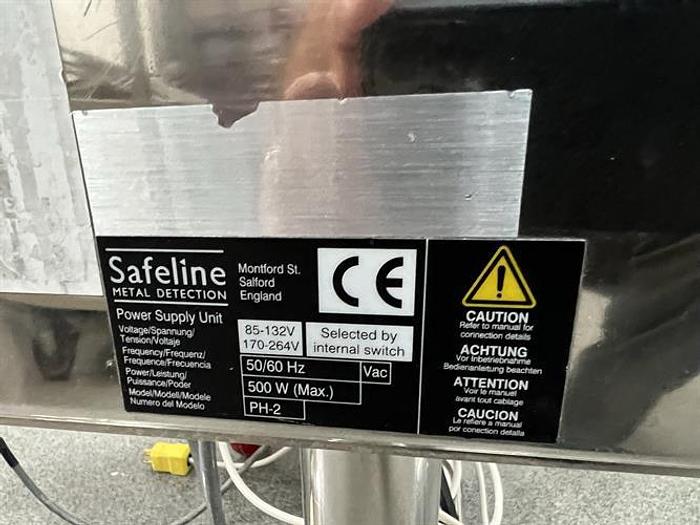 Safeline
METAL DETECTION
Montford St.
Salford
England
CE
Power Supply Unit
Voltage/Spannung/
Tension/Voltaje
85-132V
170-264V
Selected by
internal switch
Frequency/Frequenz/
Frequence/Frecuencia
50/60 Hz
Vac
Power/Leistung/
Puissance/Poder
500 W (Max.)
Model/Modell/Modele
Numero del Modelo
PH-2
CAUTION
Refer to manual for
connection details
ACHTUNG
Vor Inbetriebnahme
Bedienanleitung beachten
ATTENTION
Voir le manuel
avant tout cablage
CAUCION
Le refiere a manual
por conection detalla